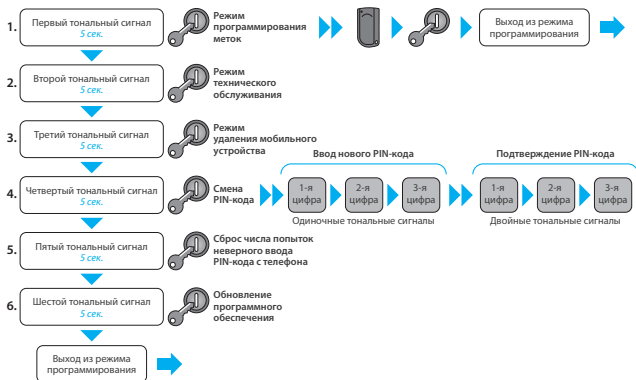 1.
Первый тональный сигнал
5 сек.
Режим
программирования
меток
Выход из режима
программирования
2.
Второй тональный сигнал
5 сек.
Режим
технического
обслуживания
3.
Третий тональный сигнал
5 сек.
Режим
удаления мобильного
устройства
4.
Четвертый тональный сигнал
5 сек.
Смена
PIN-кода
Ввод нового PIN-кода
1-я
цифра
2-я
цифра
3-я
цифра
Одиночные тональные сигналы
Подтверждение PIN-кода
1-я
цифра
2-я
цифра
3-я
цифра
Двойные тональные сигналы
5.
Пятый тональный сигнал
5 сек.
Сброс числа попыток
неверного ввода
PIN-кода с телефона
6.
Шестой тональный сигнал
5 сек.
Обновление
программного
обеспечения
Выход из режима
программирования